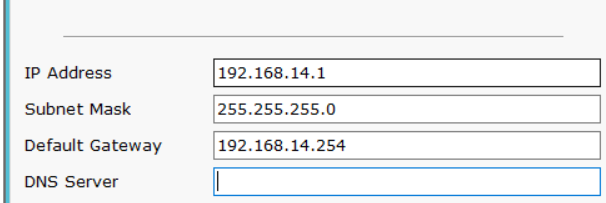 IP Address 192.168.14.1
Subnet Mask 255.255.255.0
Default Gateway 192.168.14.254
DNS Server